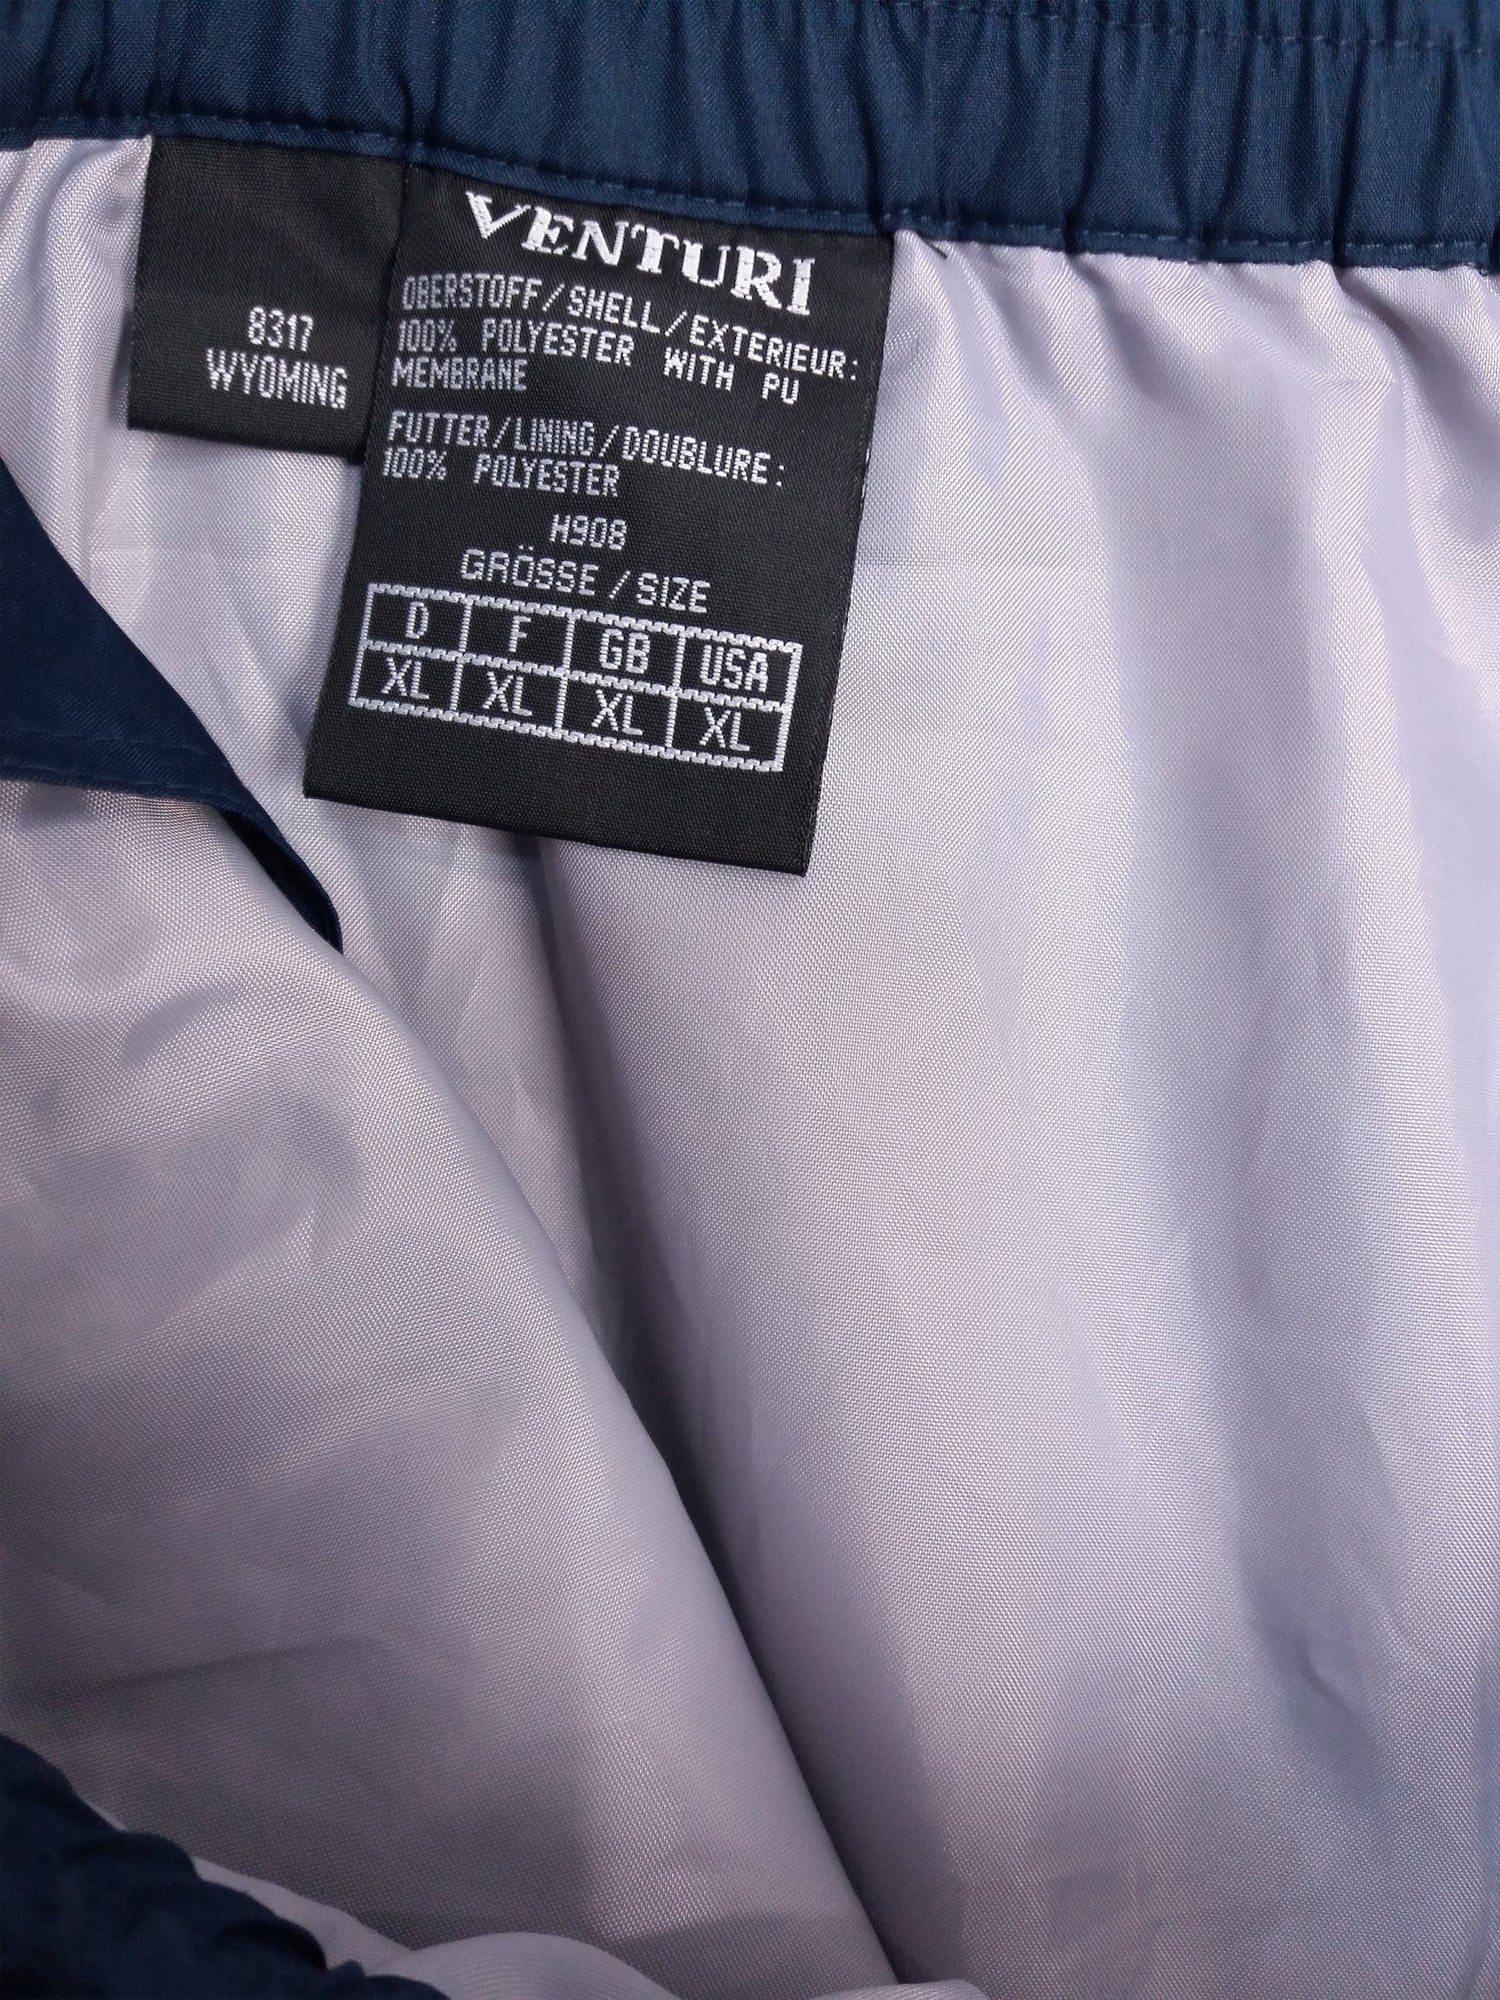 8317
WYOMING
VENTURI
OBERSTOFF/SHELL/EXTERIEUR:
100% POLYESTER WITH PU
MEMBRANE
FUTTER/LINING/DOUBLURE:
100% POLYESTER
H908
GRÖSSE/SIZE
D F GB USA
XL XL XL XL